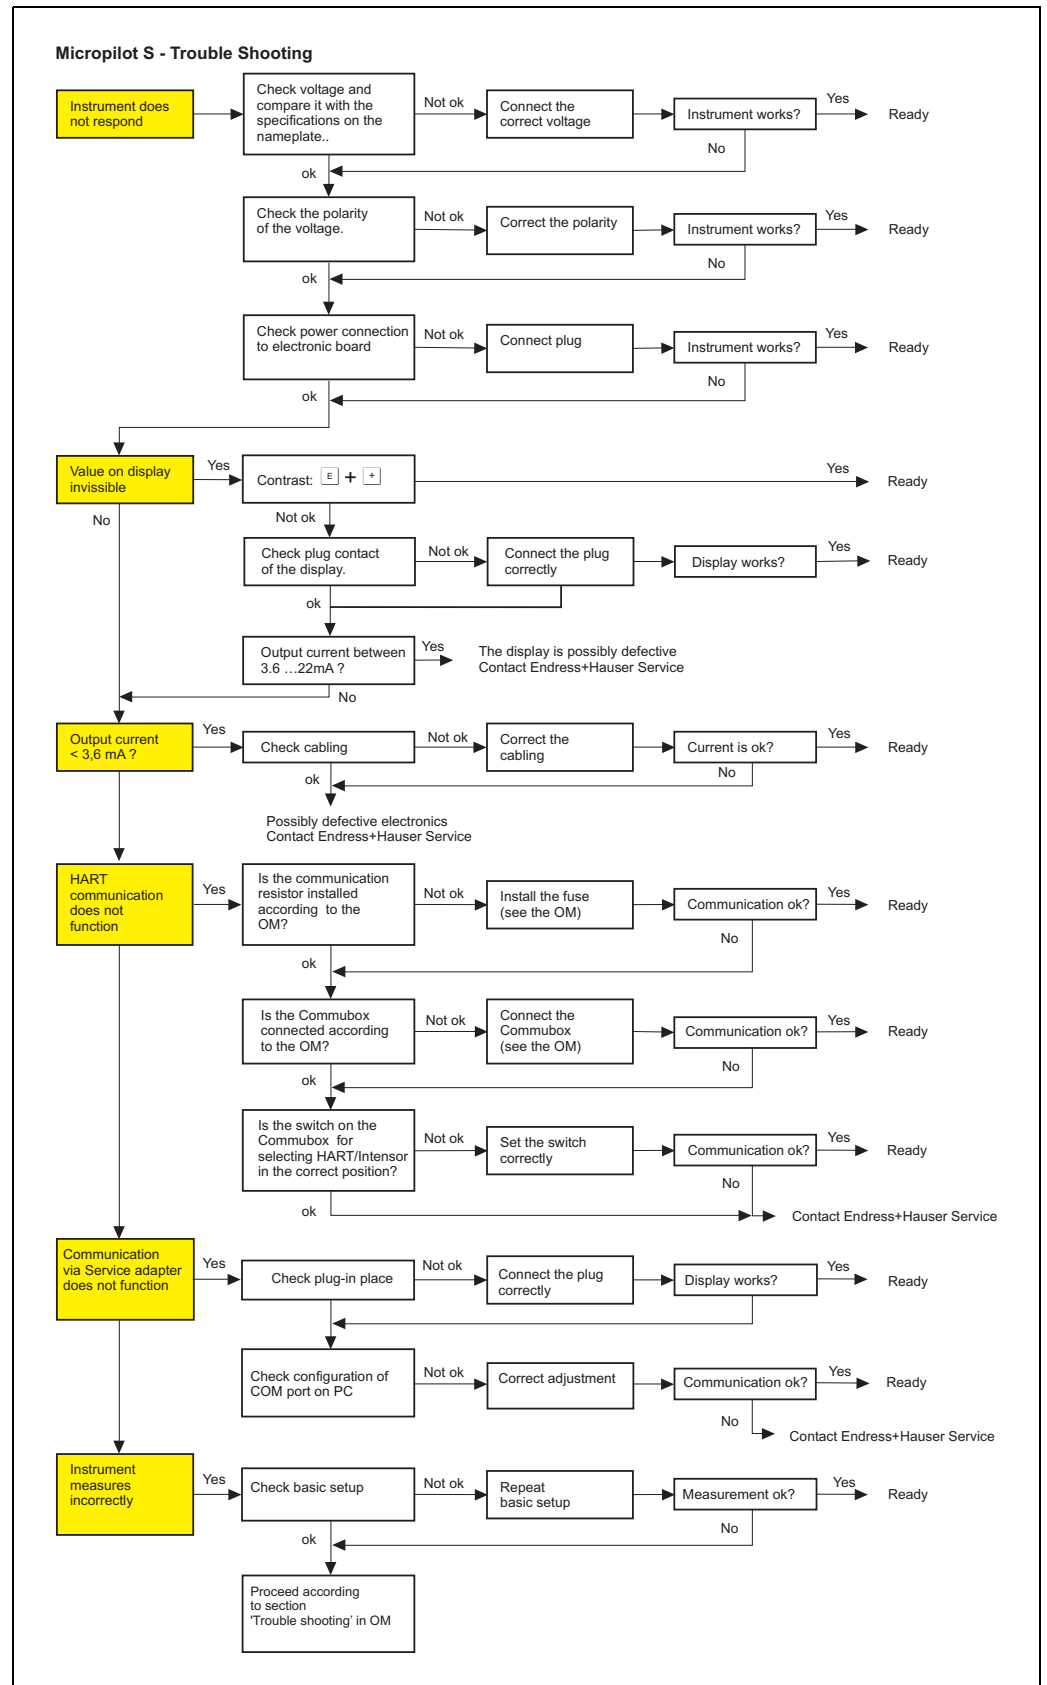 Micropilot S - Trouble Shooting
Instrument does
not respond
Check voltage and
compare it with the
specifications on the
nameplate..
Not ok
Connect the
correct voltage
Instrument works?
Yes
Ready
No
ok
Check the polarity
of the voltage.
Not ok
Correct the polarity
Instrument works?
Yes
Ready
No
ok
Check power connection
to electronic board
Not ok
Connect plug
Instrument works?
Yes
Ready
No
ok
Value on display
invissible
Yes
Contrast: E + +
Yes
Ready
No
Not ok
Check plug contact
of the display.
Not ok
Connect the plug
correctly
Display works?
Yes
Ready
ok
Output current between
3.6 ...22mA ?
Yes
The display is possibly defective
Contact Endress+Hauser Service
No
Output current
< 3,6 mA ?
Yes
Check cabling
Not ok
Correct the
cabling
Current is ok?
Yes
Ready
No
ok
Possibly defective electronics
Contact Endress+Hauser Service
HART
communication
does not
function
Yes
Is the communication
resistor installed
according to the
OM?
Not ok
Install the fuse
(see the OM)
Communication ok?
Yes
Ready
No
ok
Is the Commubox
connected according
to the OM?
Not ok
Connect the
Commubox
(see the OM)
Communication ok?
Yes
Ready
No
ok
Is the switch on the
Commubox for
selecting HART/Intensor
in the correct position?
Not ok
Set the switch
correctly
Communication ok?
Yes
Ready
No
ok
Contact Endress+Hauser Service
Communication
via Service adapter
does not function
Yes
Check plug-in place
Not ok
Connect the plug
correctly
Display works?
Yes
Ready
Check configuration of
COM port on PC
Not ok
Correct adjustment
Communication ok?
Yes
Ready
No
Contact Endress+Hauser Service
Instrument
measures
incorrectly
Yes
Check basic setup
Not ok
Repeat
basic setup
Measurement ok?
Yes
Ready
No
ok
Proceed according
to section
'Trouble shooting' in OM